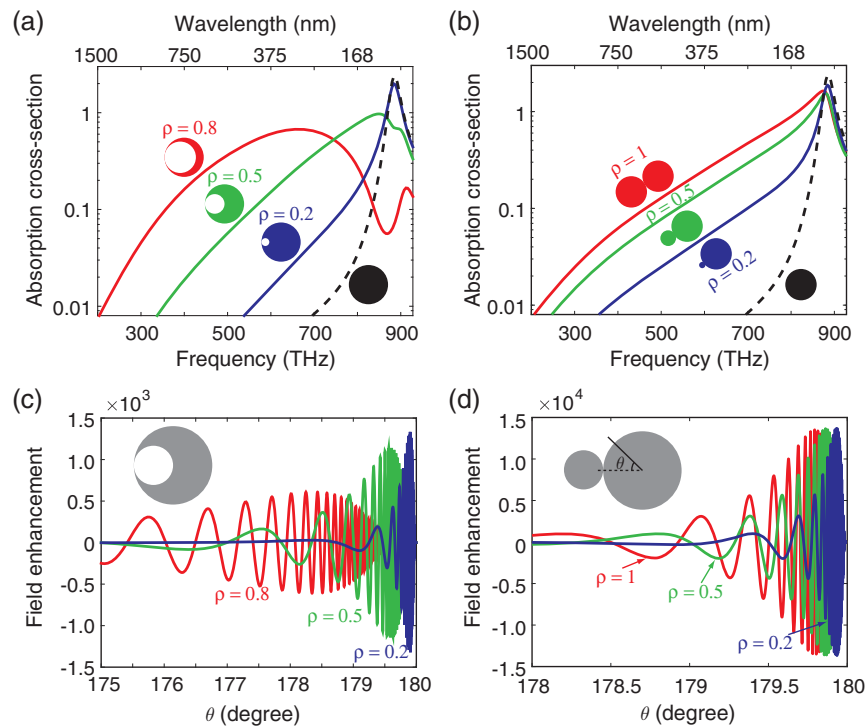 (a)
Wavelength (nm)
1500 750 375 168
Absorption cross-section
1
0.1
0.01
ρ = 0.8
ρ = 0.5
ρ = 0.2
300 500 700 900
Frequency (THz)
(b)
Wavelength (nm)
1500 750 375 168
Absorption cross-section
1
0.1
0.01
ρ = 1
ρ = 0.5
ρ = 0.2
300 500 700 900
Frequency (THz)
(c)
×10³
Field enhancement
1.5
1.0
0.5
0
-0.5
-1.0
-1.5
ρ = 0.8
ρ = 0.5
ρ = 0.2
175 176 177 178 179 180
θ (degree)
(d)
×10⁴
Field enhancement
1.5
1.0
0.5
0
-0.5
-1.0
-1.5
θ
ρ = 1
ρ = 0.5
ρ = 0.2
178 178.5 179 179.5 180
θ (degree)